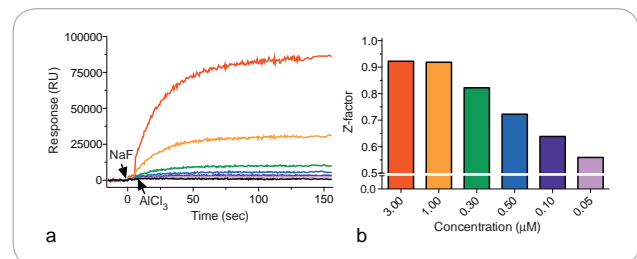 100000
75000
50000
25000
0
Response (RU)
NaF
AlCl3
0
50
100
150
Time (sec)
a
1.0
0.9
0.8
0.7
0.6
0.5
0.0
Z-factor
3.00
1.00
0.30
0.50
0.10
0.05
Concentration (μM)
b